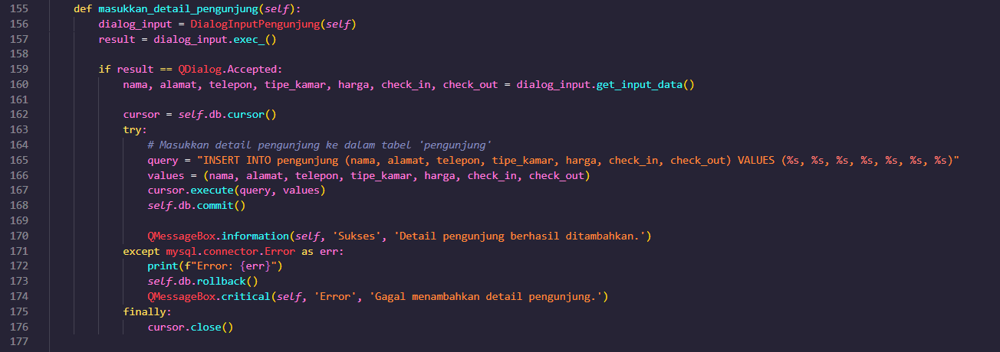 155 def masukkan_detail_pengunjung(self):
156 dialog_input = DialogInputPengunjung(self)
157 result = dialog_input.exec_()
158
159 if result == QDialog.Accepted:
160 nama, alamat, telepon, tipe_kamar, harga, check_in, check_out = dialog_input.get_input_data()
161
162 cursor = self.db.cursor()
163 try:
164 # Masukkan detail pengunjung ke dalam tabel 'pengunjung'
165 query = "INSERT INTO pengunjung (nama, alamat, telepon, tipe_kamar, harga, check_in, check_out) VALUES (%s, %s, %s, %s, %s, %s, %s)"
166 values = (nama, alamat, telepon, tipe_kamar, harga, check_in, check_out)
167 cursor.execute(query, values)
168 self.db.commit()
169
170 QMessageBox.information(self, 'Sukses', 'Detail pengunjung berhasil ditambahkan.')
171 except mysql.connector.Error as err:
172 print(f"Error: {err}")
173 self.db.rollback()
174 QMessageBox.critical(self, 'Error', 'Gagal menambahkan detail pengunjung.')
175 finally:
176 cursor.close()
177